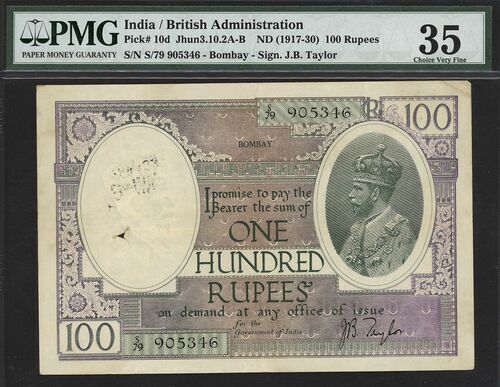 PMG
PAPER MONEY GUARANTY
India / British Administration
Pick# 10d Jhun3.10.2A-B ND (1917-30) 100 Rupees
S/N S/79 905346 - Bombay - Sign. J.B. Taylor
35
Choice Very Fine
S/79 905346
100
BOMBAY
I promise to pay the
Bearer the sum of
ONE
HUNDRED
RUPEES
on demand at any office of issue
For the
Government of India
100
S/79 905346
JB Taylor